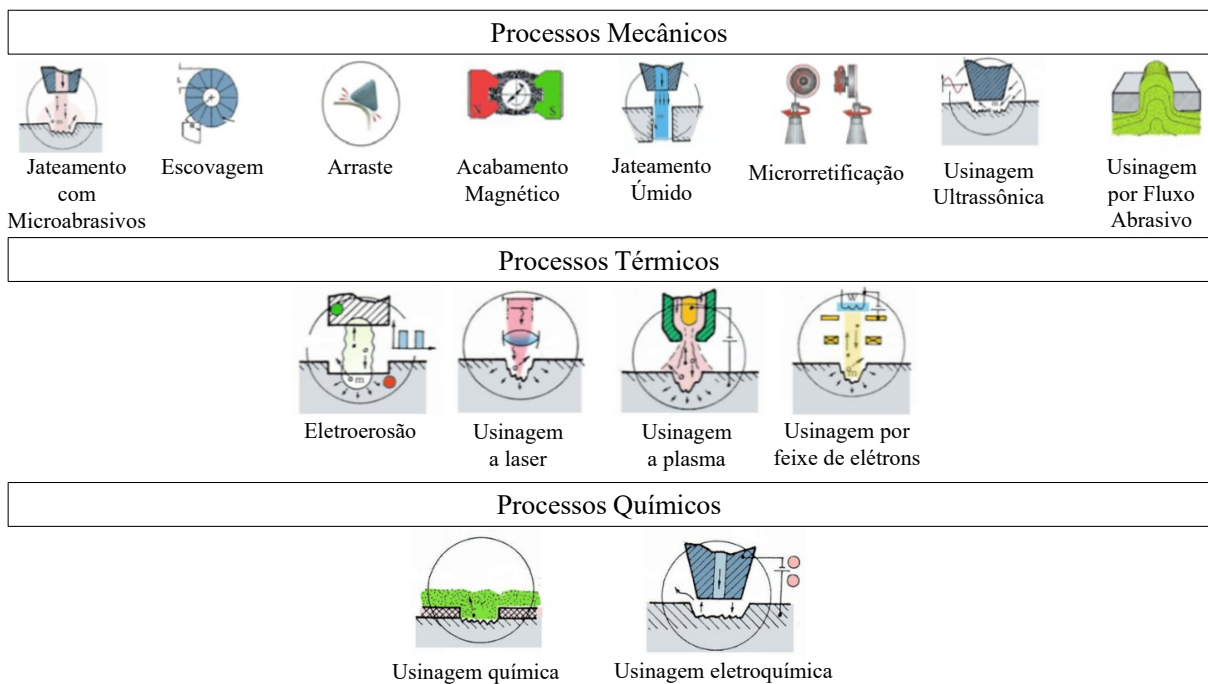 Processos Mecânicos
N
S
Jateamento
com
Microabrasivos
Escovagem
Arraste
Acabamento
Magnético
Jateamento
Úmido
Microrretificação
Usinagem
Ultrassônica
Usinagem
por Fluxo
Abrasivo
Processos Térmicos
m
W
m
Eletroerosão
Usinagem
a laser
Usinagem
a plasma
Usinagem por
feixe de elétrons
Processos Químicos
Usinagem química
Usinagem eletroquímica